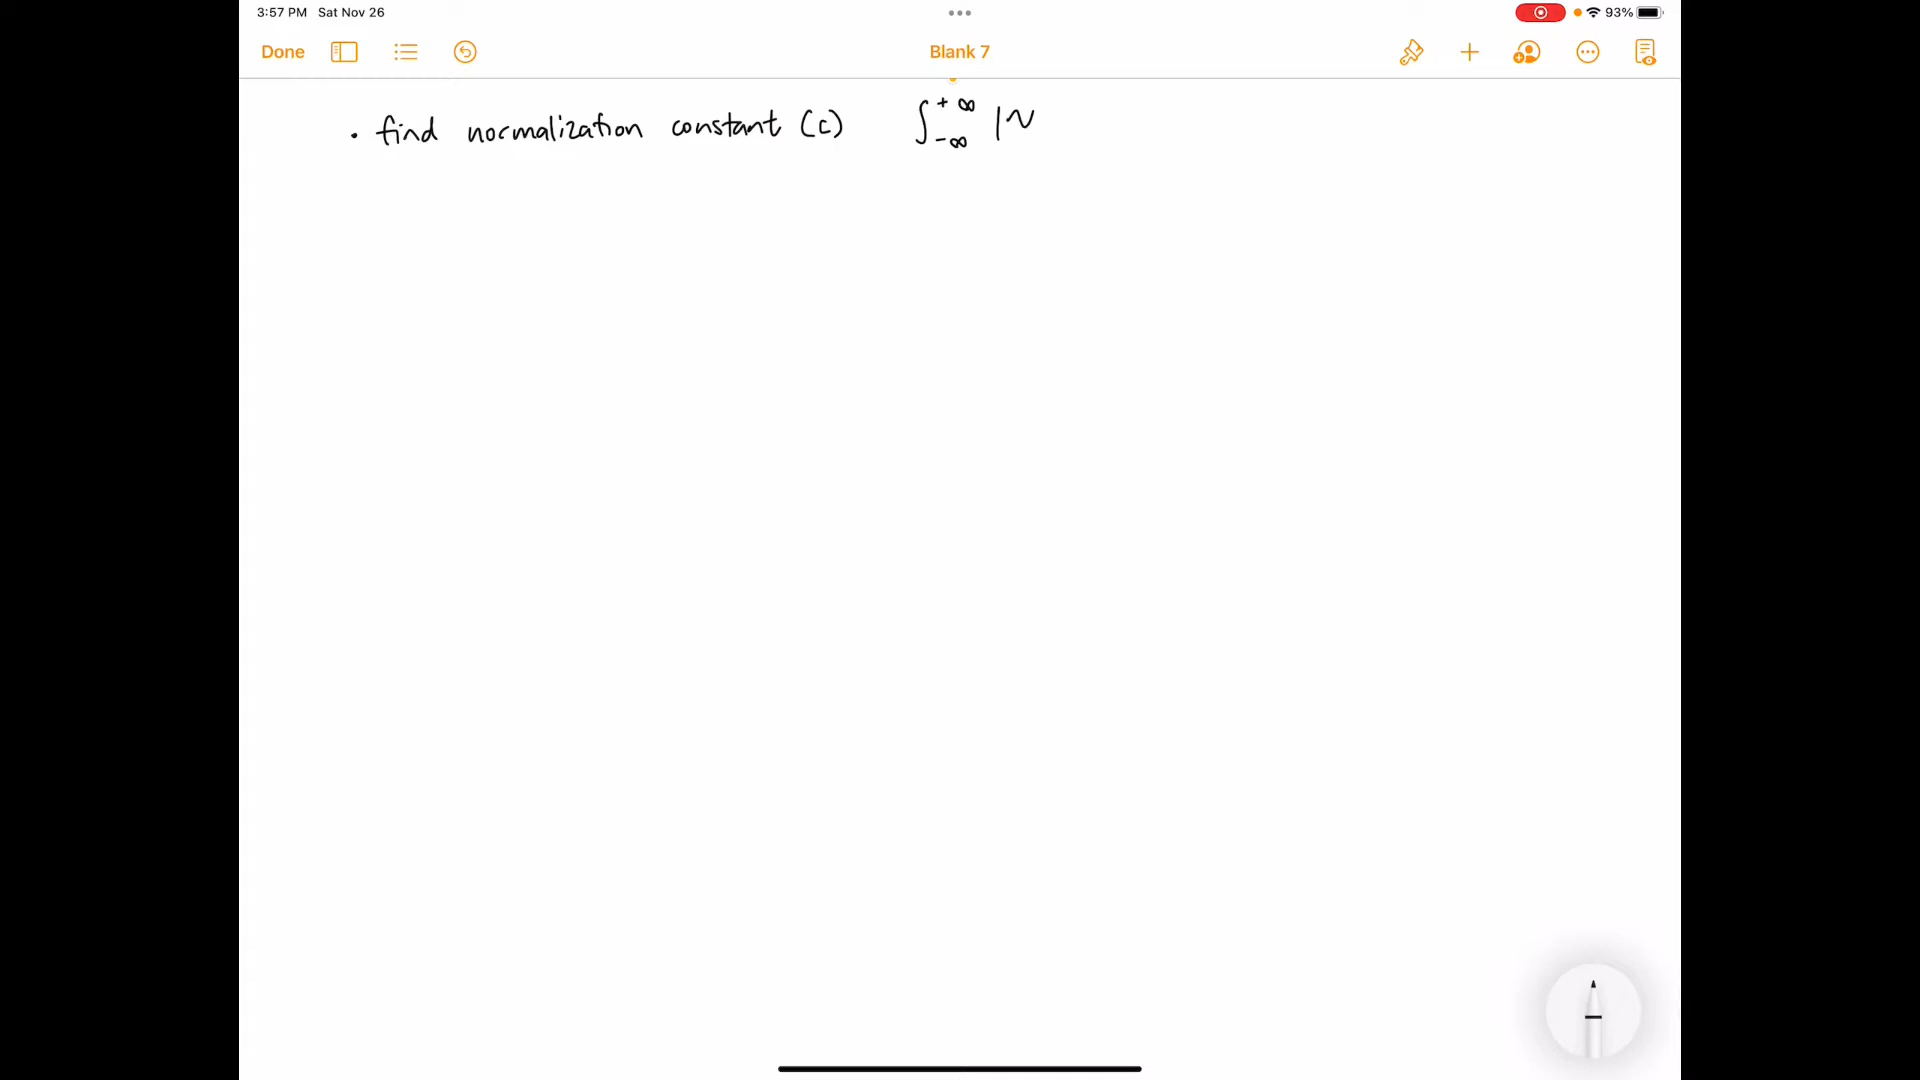 3:57 PM Sat Nov 26
93%
Done
Blank 7
• find normalization constant (c) ∫_{-∞}^{+∞} |~